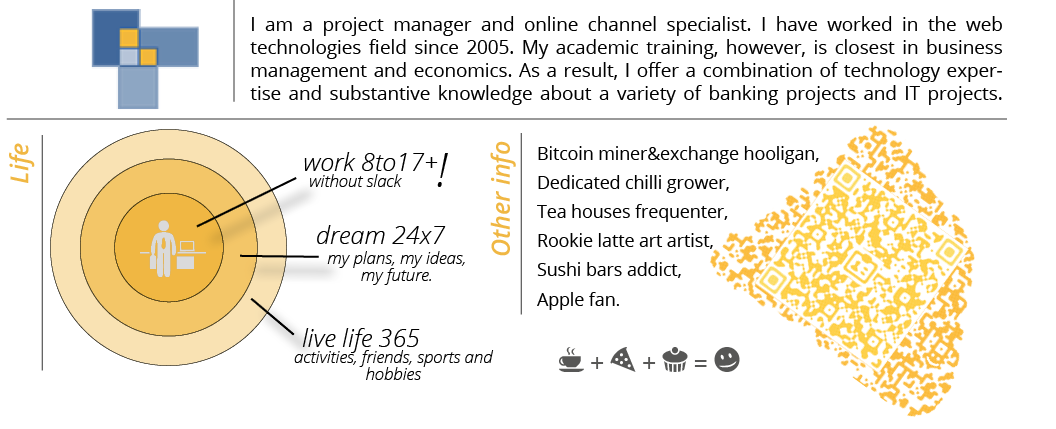 I am a project manager and online channel specialist. I have worked in the web
technologies field since 2005. My academic training, however, is closest in business
management and economics. As a result, I offer a combination of technology exper-
tise and substantive knowledge about a variety of banking projects and IT projects.
Life
work 8to17+!
without slack
dream 24x7
my plans, my ideas,
my future.
live life 365
activities, friends, sports and
hobbies
Other info
Bitcoin miner&exchange hooligan,
Dedicated chilli grower,
Tea houses frequenter,
Rookie latte art artist,
Sushi bars addict,
Apple fan.
+ + =